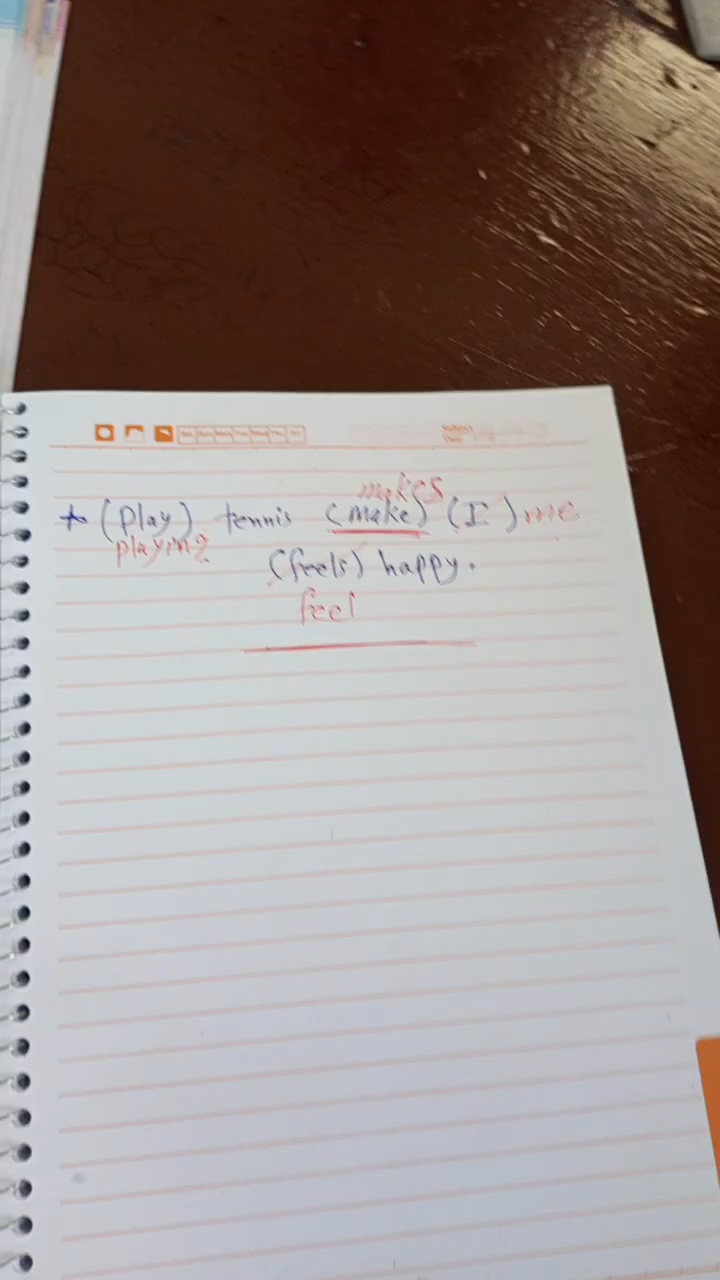 makes
* (Play) tennis (make) (I) me
playing
(feels) happy.
feel